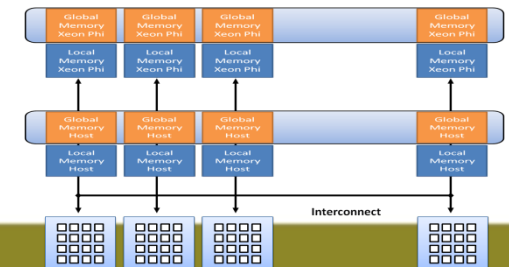 Global Global Global Global
Memory Memory Memory Memory
Xeon Phi Xeon Phi Xeon Phi Xeon Phi
Local Local Local Local
Memory Memory Memory Memory
Xeon Phi Xeon Phi Xeon Phi Xeon Phi
Global Global Global Global
Memory Memory Memory Memory
Host Host Host Host
Local Local Local Local
Memory Memory Memory Memory
Host Host Host Host
Interconnect